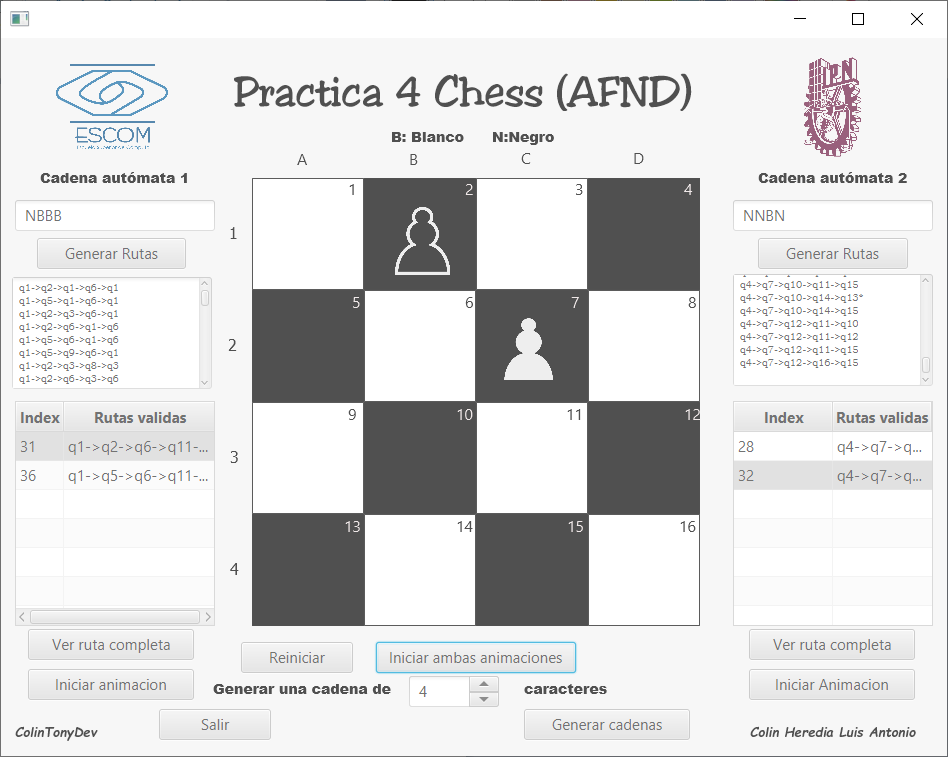 Practica 4 Chess (AFND)
ESCOM
Escuela Superior de Cómputo
IPN
B: Blanco N:Negro
A B C D
Cadena autómata 1
NBBB
Generar Rutas
q1->q2->q1->q6->q1
q1->q5->q1->q6->q1
q1->q2->q3->q6->q1
q1->q2->q6->q1->q6
q1->q5->q6->q1->q6
q1->q5->q9->q6->q1
q1->q2->q3->q8->q3
q1->q2->q6->q3->q6
Index Rutas validas
31 q1->q2->q6->q11-...
36 q1->q5->q6->q11-...
Ver ruta completa
Iniciar animacion
1 1 2 3 4
2 5 6 7 8
3 9 10 11 12
4 13 14 15 16
Cadena autómata 2
NNBN
Generar Rutas
q4->q7->q10->q11->q15
q4->q7->q10->q14->q13*
q4->q7->q10->q14->q15
q4->q7->q12->q11->q10
q4->q7->q12->q11->q12
q4->q7->q12->q11->q15
q4->q7->q12->q16->q15
Index Rutas validas
28 q4->q7->q...
32 q4->q7->q...
Ver ruta completa
Iniciar Animacion
Reiniciar Iniciar ambas animaciones
Generar una cadena de 4 caracteres
Salir Generar cadenas
ColinTonyDev Colin Heredia Luis Antonio